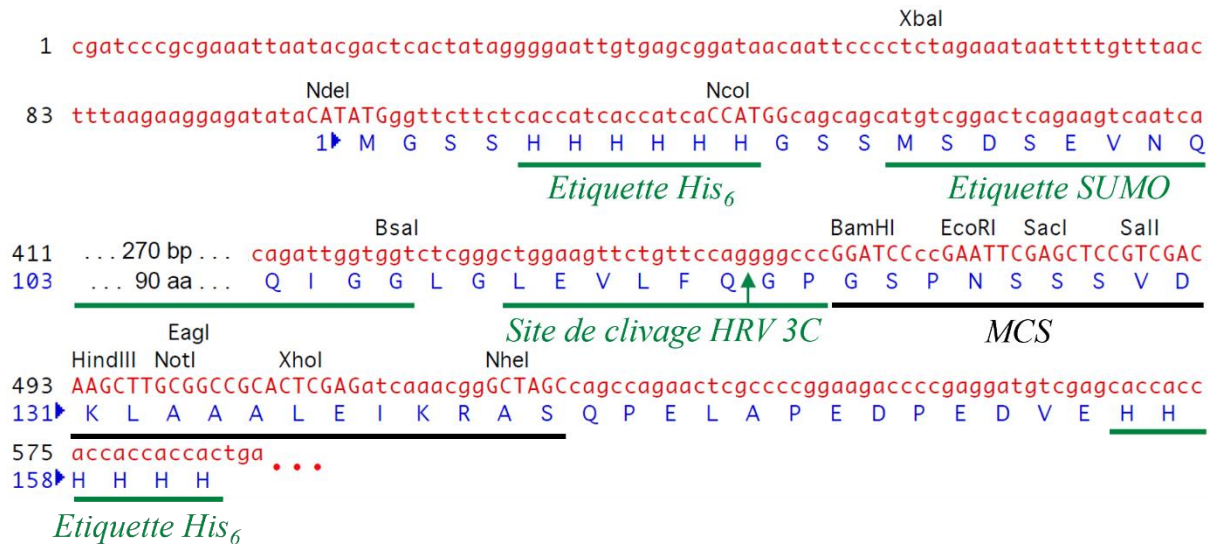 XbaI
1 cgatcccgcgaaattaatacgactcactataggggaattgtgagcggataacaattcccctctagaaataattttgtttaac
NdeI NcoI
83 tttaagaaggagatataCATATGggttcttctcaccatcaccatcaCCATGGcagcagcatgtcggactcagaagtcaatca
1 M G S S H H H H H H G S S M S D S E V N Q
Etiquette His6 Etiquette SUMO
BsaI BamHI EcoRI SacI SalI
411 ... 270 bp ... cagattggtggtctcgggctggaagttctgttccaggggcccGGATCCccGAATTCGAGCTCCGTCGAC
103 ... 90 aa ... Q I G G L G L E V L F Q G P G S P N S S S V D
Site de clivage HRV 3C MCS
EagI
HindIII NotI XhoI NheI
493 AAGCTTGCGGCCGCACTCGAGatcaaacggGCTAGCcagccagaactcgccccggaagaccccgaggatgtcgagcaccacc
131 K L A A A L E I K R A S Q P E L A P E D P E D V E H H
575 accaccaccactga ...
158 H H H H
Etiquette His6